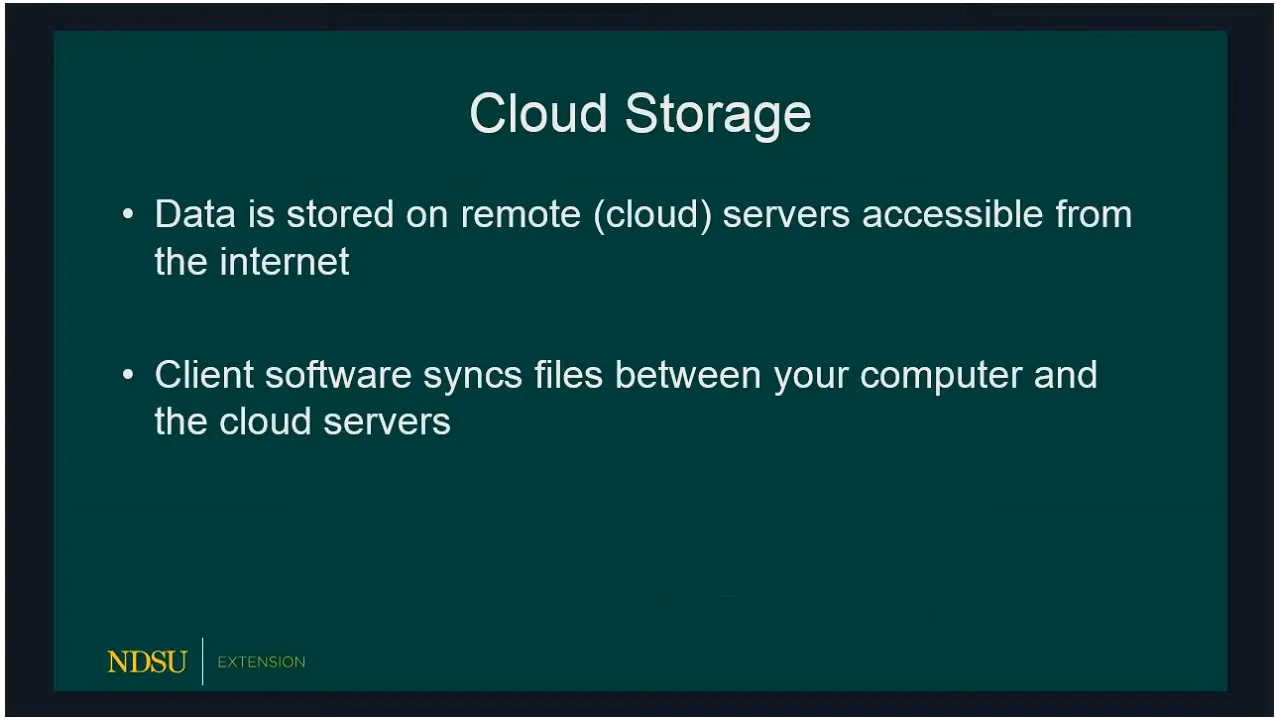 Cloud Storage
• Data is stored on remote (cloud) servers accessible from
the internet
• Client software syncs files between your computer and
the cloud servers
NDSU EXTENSION